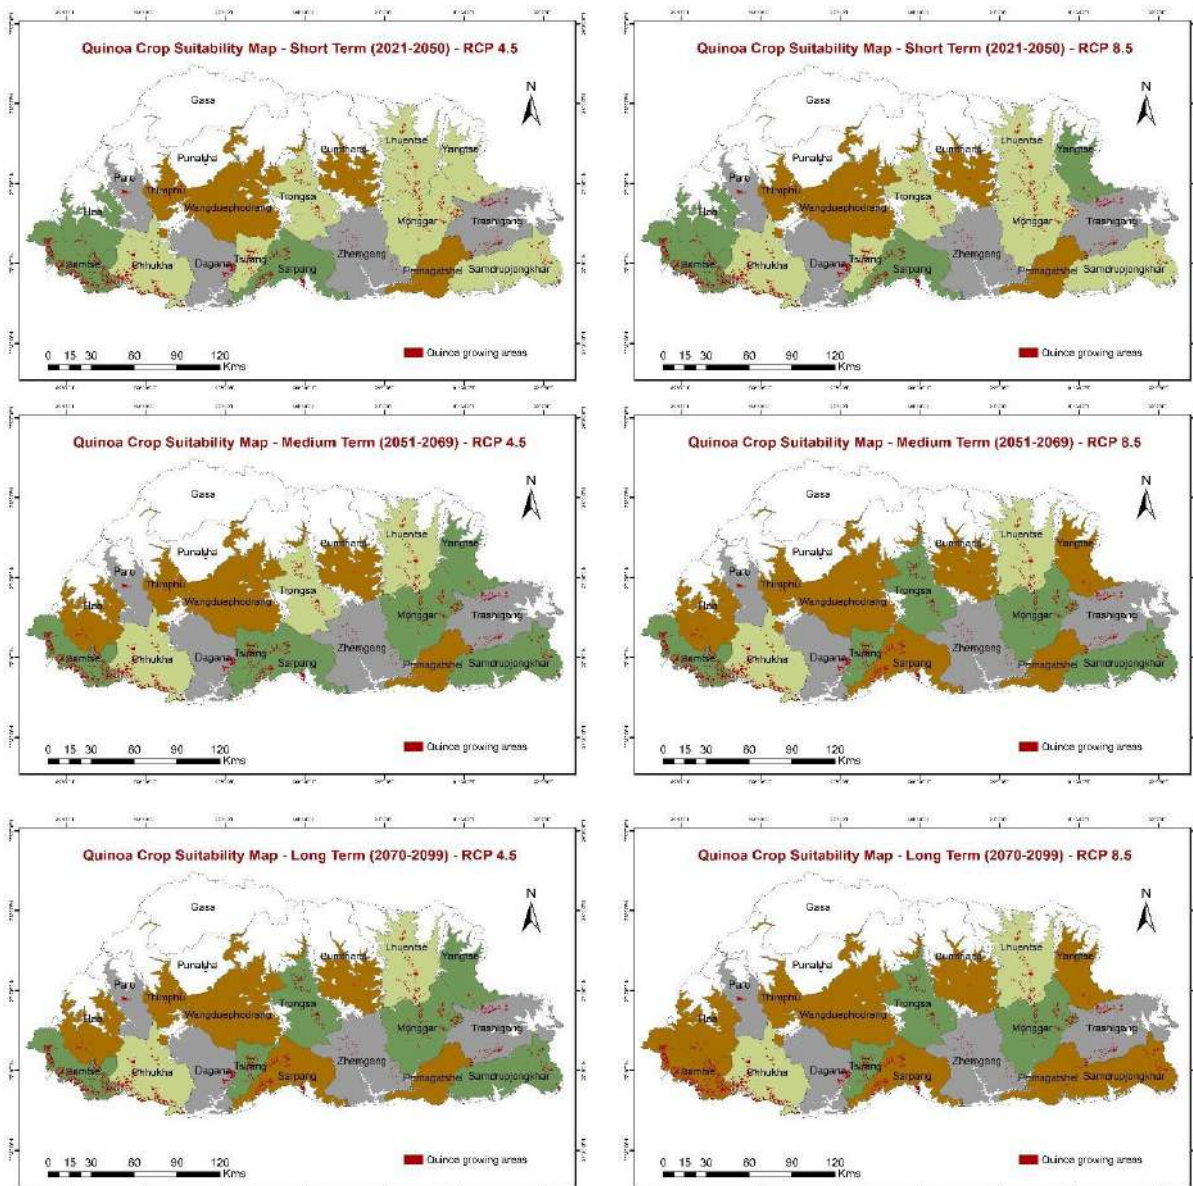 Quinoa Crop Suitability Map - Short Term (2021-2050) - RCP 4.5
N
Gasa
Lhuentse
Bumthang
Yangtse
Punakha
Paro
Thimphu
Trongsa
Wangduephodrang
Haa
Monggar
Trashigang
Zhemgang
Tsirang
Samtse
Chhukha
Dagana
Sarpang
Pemagatshel
Samdrupjongkhar
0 15 30 60 90 120
Kms
Quinoa growing areas
Quinoa Crop Suitability Map - Short Term (2021-2050) - RCP 8.5
N
Gasa
Lhuentse
Bumthang
Yangtse
Punakha
Paro
Thimphu
Trongsa
Wangduephodrang
Haa
Monggar
Trashigang
Zhemgang
Tsirang
Samtse
Chhukha
Dagana
Sarpang
Pemagatshel
Samdrupjongkhar
0 15 30 60 90 120
Kms
Quinoa growing areas
Quinoa Crop Suitability Map - Medium Term (2051-2069) - RCP 4.5
N
Gasa
Lhuentse
Bumthang
Yangtse
Punakha
Paro
Thimphu
Trongsa
Wangduephodrang
Haa
Monggar
Trashigang
Zhemgang
Tsirang
Samtse
Chhukha
Dagana
Sarpang
Pemagatshel
Samdrupjongkhar
0 15 30 60 90 120
Kms
Quinoa growing areas
Quinoa Crop Suitability Map - Medium Term (2051-2069) - RCP 8.5
N
Gasa
Lhuentse
Bumthang
Yangtse
Punakha
Paro
Thimphu
Trongsa
Wangduephodrang
Haa
Monggar
Trashigang
Zhemgang
Tsirang
Samtse
Chhukha
Dagana
Sarpang
Pemagatshel
Samdrupjongkhar
0 15 30 60 90 120
Kms
Quinoa growing areas
Quinoa Crop Suitability Map - Long Term (2070-2099) - RCP 4.5
N
Gasa
Lhuentse
Bumthang
Yangtse
Punakha
Paro
Thimphu
Trongsa
Wangduephodrang
Haa
Monggar
Trashigang
Zhemgang
Tsirang
Samtse
Chhukha
Dagana
Sarpang
Pemagatshel
Samdrupjongkhar
0 15 30 60 90 120
Kms
Quinoa growing areas
Quinoa Crop Suitability Map - Long Term (2070-2099) - RCP 8.5
N
Gasa
Lhuentse
Bumthang
Yangtse
Punakha
Paro
Thimphu
Trongsa
Wangduephodrang
Haa
Monggar
Trashigang
Zhemgang
Tsirang
Samtse
Chhukha
Dagana
Sarpang
Pemagatshel
Samdrupjongkhar
0 15 30 60 90 120
Kms
Quinoa growing areas